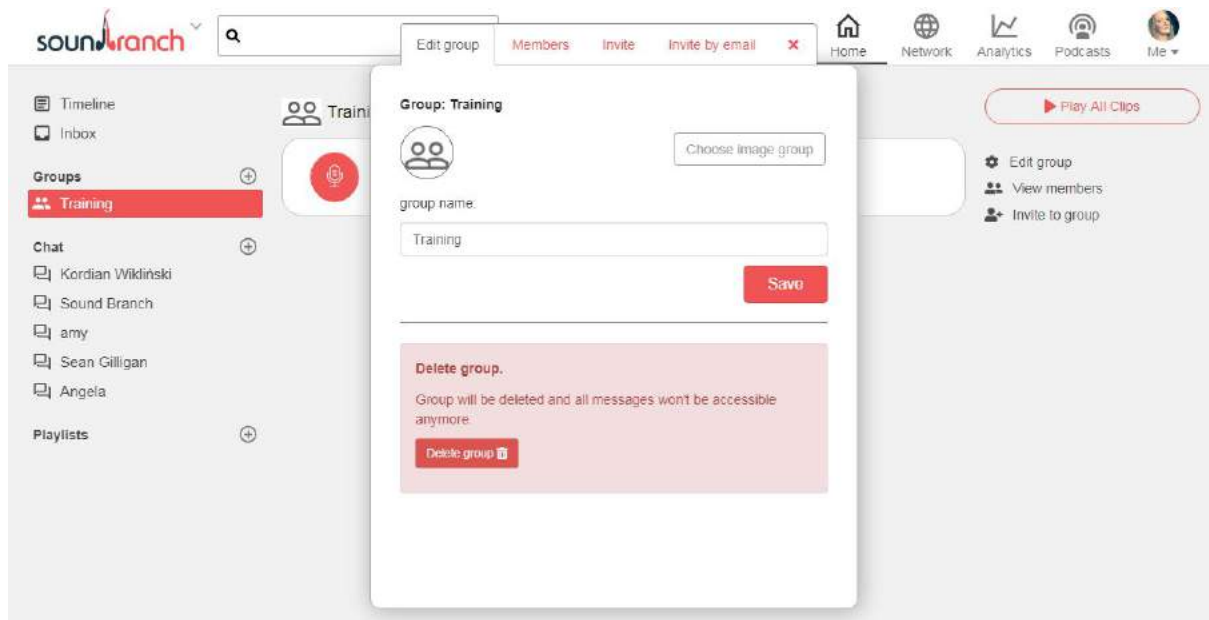 soundbranch
Edit group Members Invite Invite by email
Home Network Analytics Podcasts Me
Timeline
Inbox
Groups
Training
Chat
Kordian Wikliński
Sound Branch
amy
Sean Gilligan
Angela
Playlists
Traini
Group: Training
Choose image group
group name:
Training
Save
Delete group.
Group will be deleted and all messages won't be accessible
anymore
Delete group
Play All Clips
Edit group
View members
Invite to group